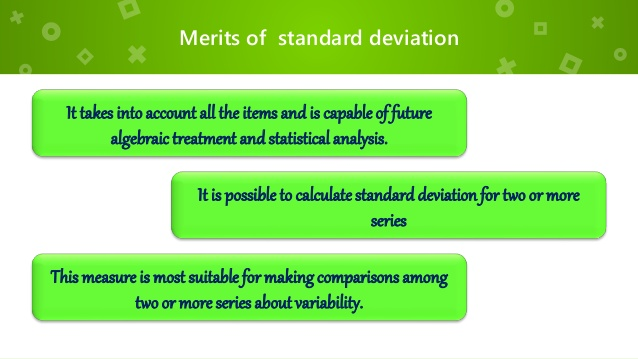 Merits of standard deviation
It takes into account all the items and is capable of future
algebraic treatment and statistical analysis.
It is possible to calculate standard deviation for two or more
series
This measure is most suitable for making comparisons among
two or more series about variability.